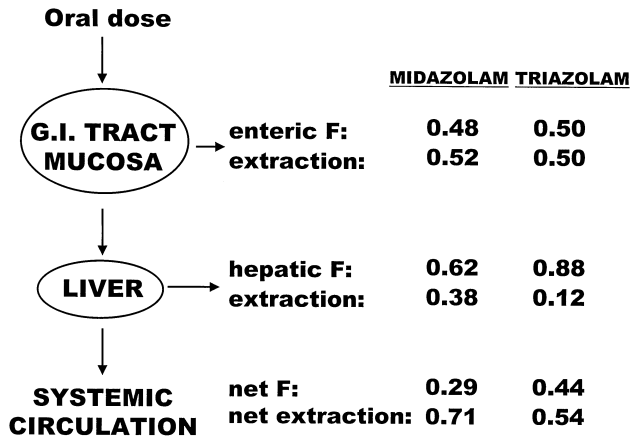 Oral dose
MIDAZOLAM TRIAZOLAM
G.I. TRACT
MUCOSA
enteric F: 0.48 0.50
extraction: 0.52 0.50
LIVER
hepatic F: 0.62 0.88
extraction: 0.38 0.12
SYSTEMIC
CIRCULATION
net F: 0.29 0.44
net extraction: 0.71 0.54